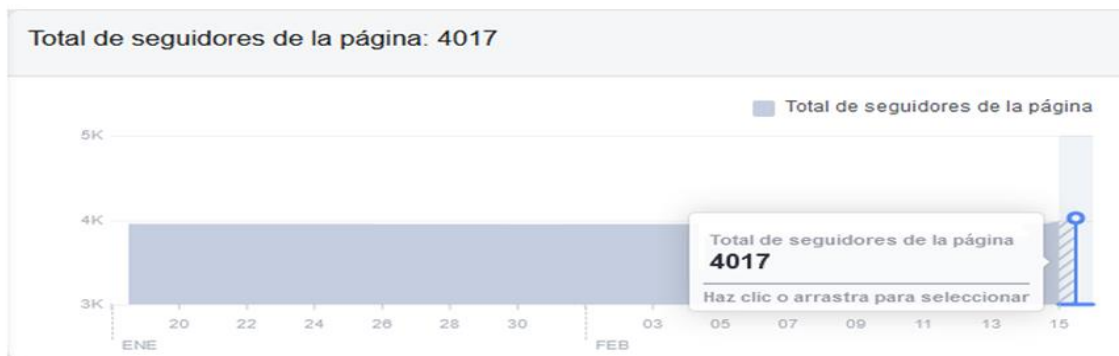 Total de seguidores de la página: 4017
Total de seguidores de la página
5K
4K
Total de seguidores de la página
4017
Haz clic o arrastra para seleccionar
3K
20 22 24 26 28 30 03 05 07 09 11 13 15
ENE FEB